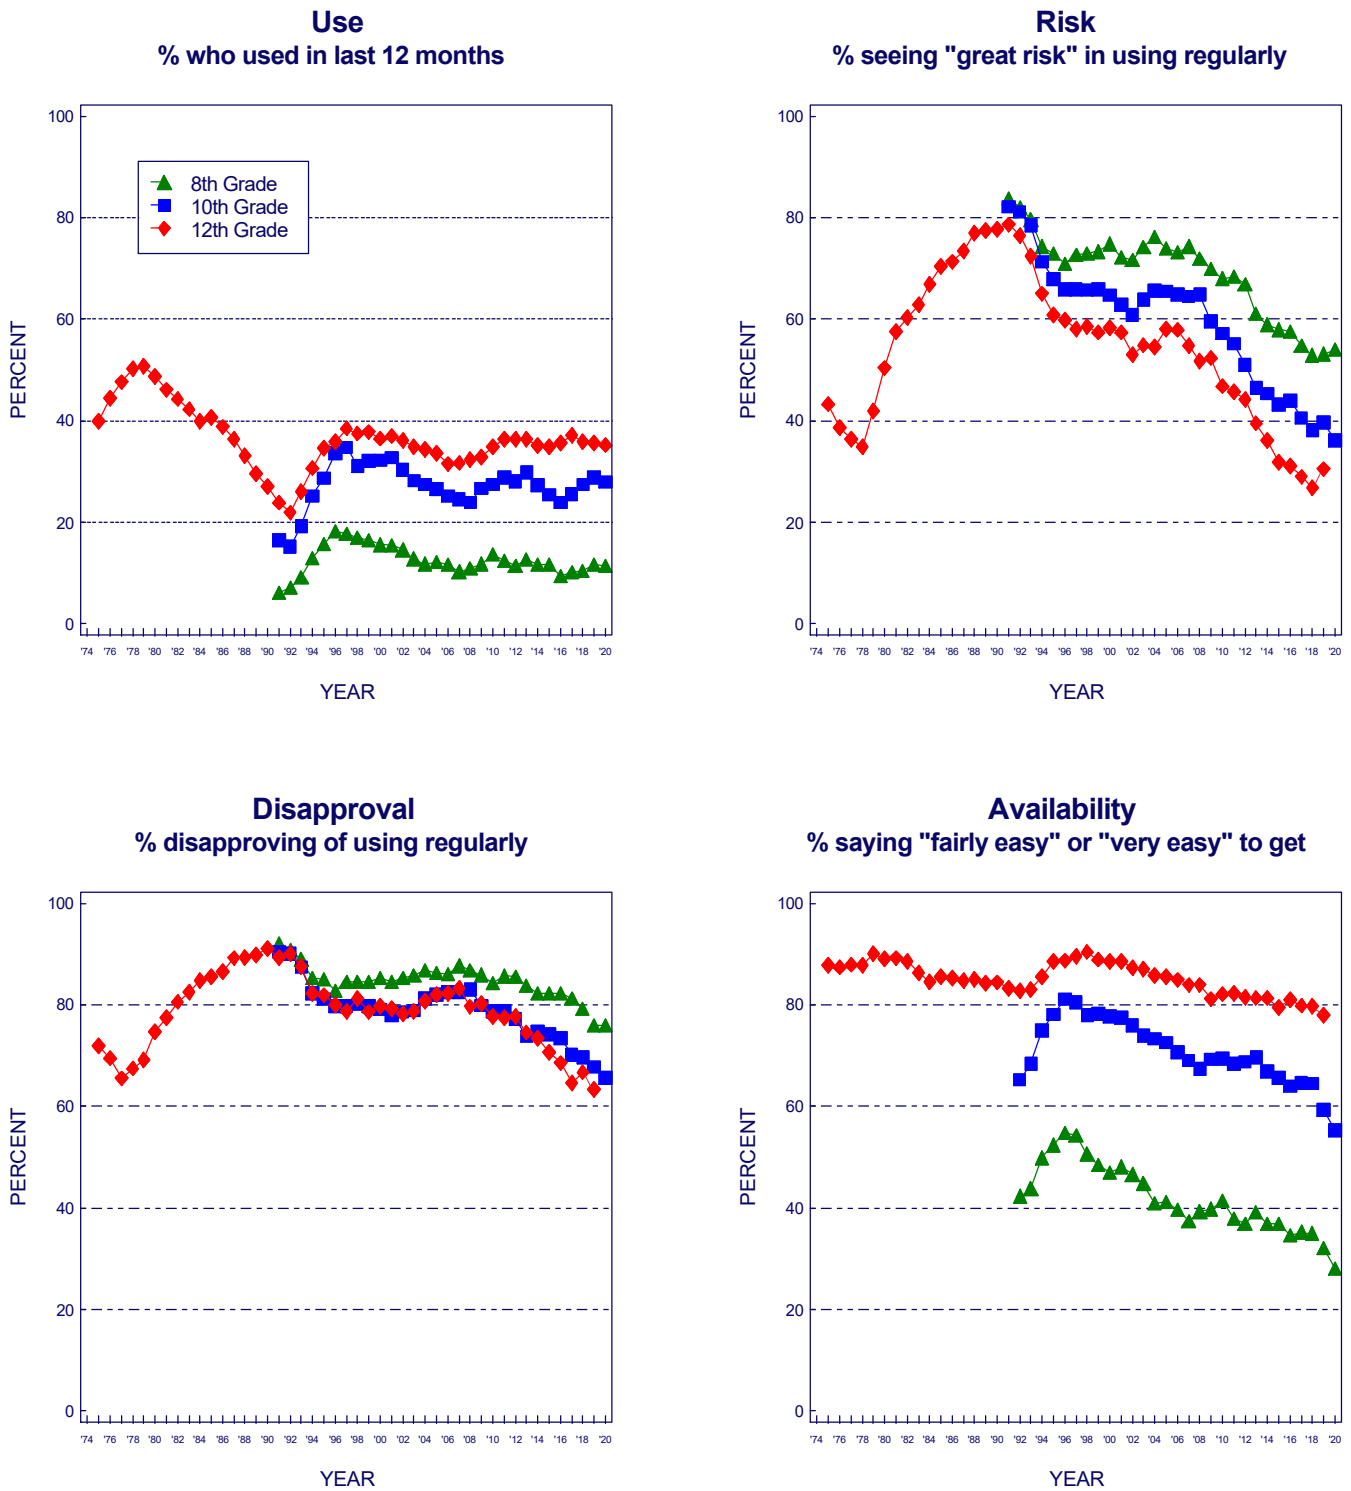 Use
% who used in last 12 months
100
80
60
40
20
0
PERCENT
8th Grade
10th Grade
12th Grade
'74 '76 '78 '80 '82 '84 '86 '88 '90 '92 '94 '96 '98 '00 '02 '04 '06 '08 '10 '12 '14 '16 '18 '20
YEAR
Risk
% seeing "great risk" in using regularly
100
80
60
40
20
0
PERCENT
'74 '76 '78 '80 '82 '84 '86 '88 '90 '92 '94 '96 '98 '00 '02 '04 '06 '08 '10 '12 '14 '16 '18 '20
YEAR
Disapproval
% disapproving of using regularly
100
80
60
40
20
0
PERCENT
'74 '76 '78 '80 '82 '84 '86 '88 '90 '92 '94 '96 '98 '00 '02 '04 '06 '08 '10 '12 '14 '16 '18 '20
YEAR
Availability
% saying "fairly easy" or "very easy" to get
100
80
60
40
20
0
PERCENT
'74 '76 '78 '80 '82 '84 '86 '88 '90 '92 '94 '96 '98 '00 '02 '04 '06 '08 '10 '12 '14 '16 '18 '20
YEAR